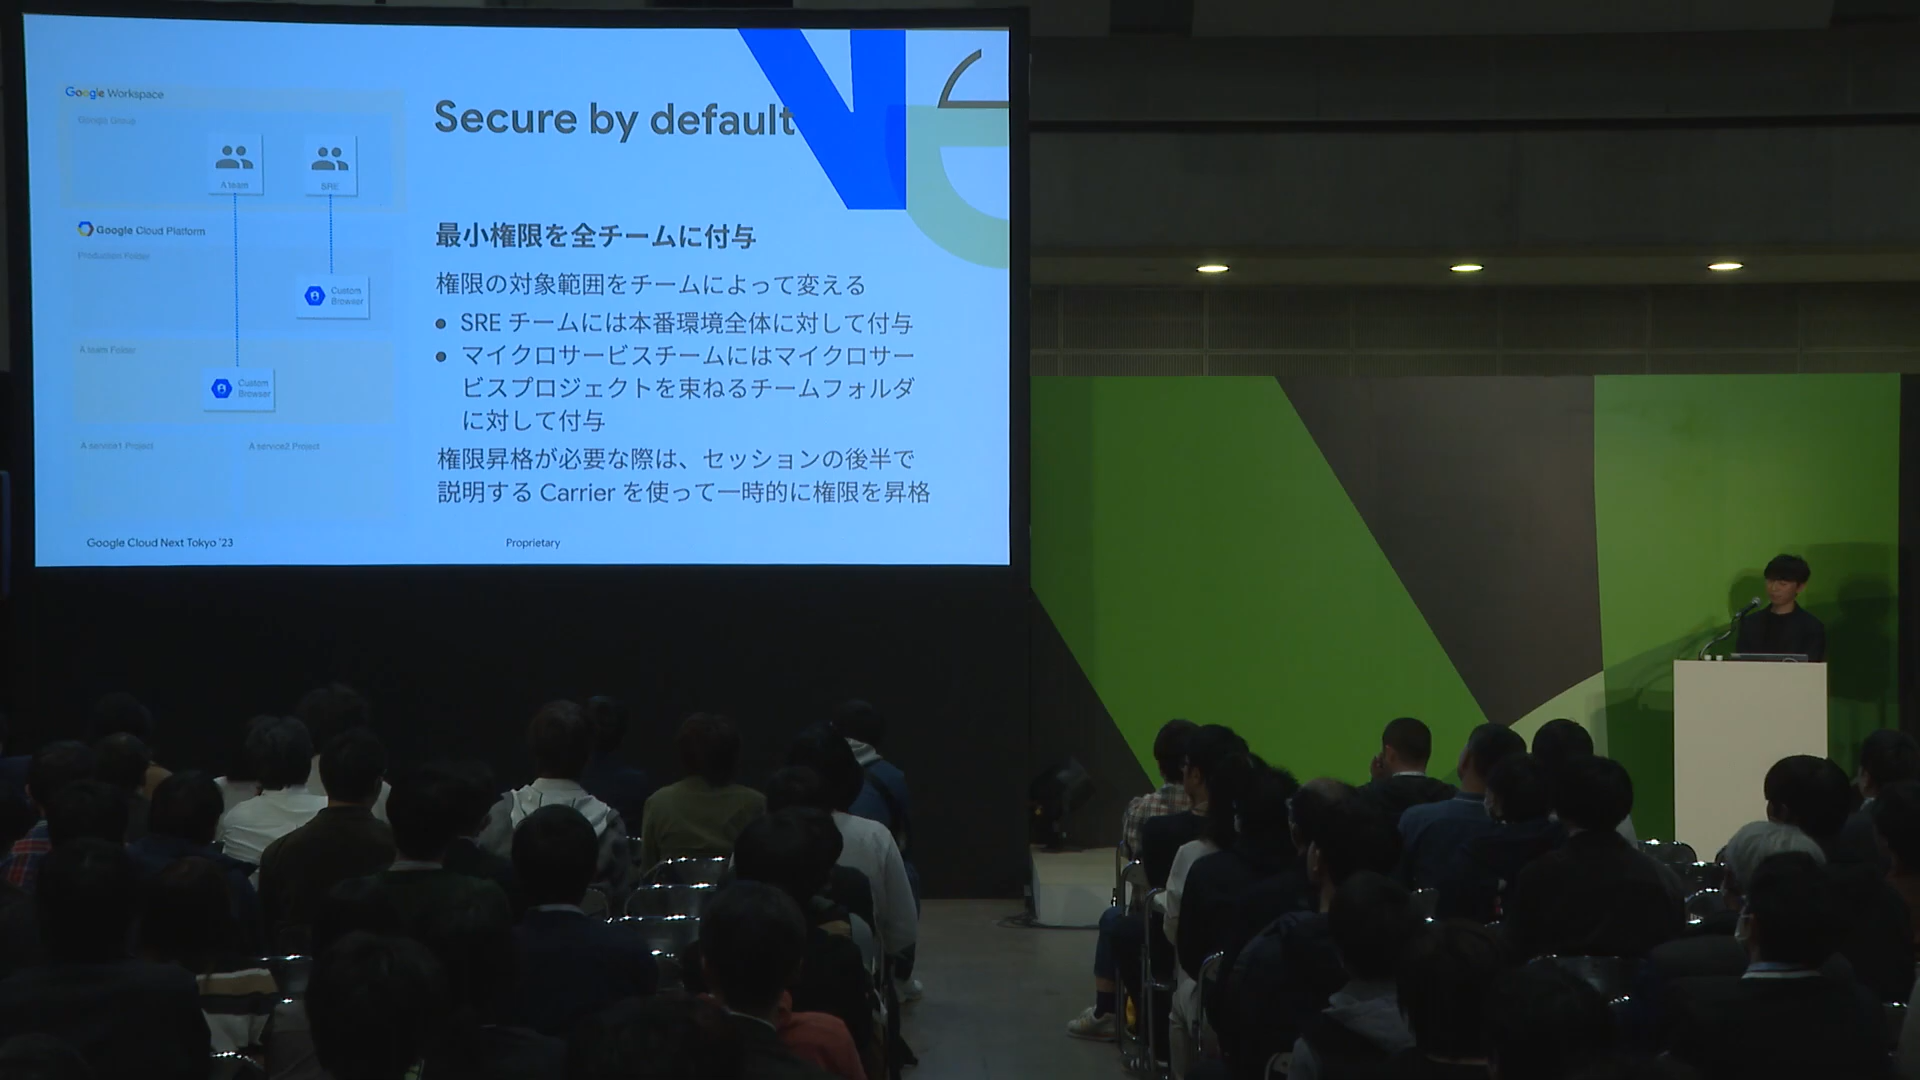 Google Workspace
Google Group
A team
SRE
Google Cloud Platform
Production Folder
Custom
Browser
A team Folder
Custom
Browser
A service1 Project
A service2 Project
Secure by default
最小権限を全チームに付与
権限の対象範囲をチームによって変える
● SRE チームには本番環境全体に対して付与
● マイクロサービスチームにはマイクロサー
ビスプロジェクトを束ねるチームフォルダ
に対して付与
権限昇格が必要な際は、セッションの後半で
説明する Carrier を使って一時的に権限を昇格
Google Cloud Next Tokyo '23
Proprietary